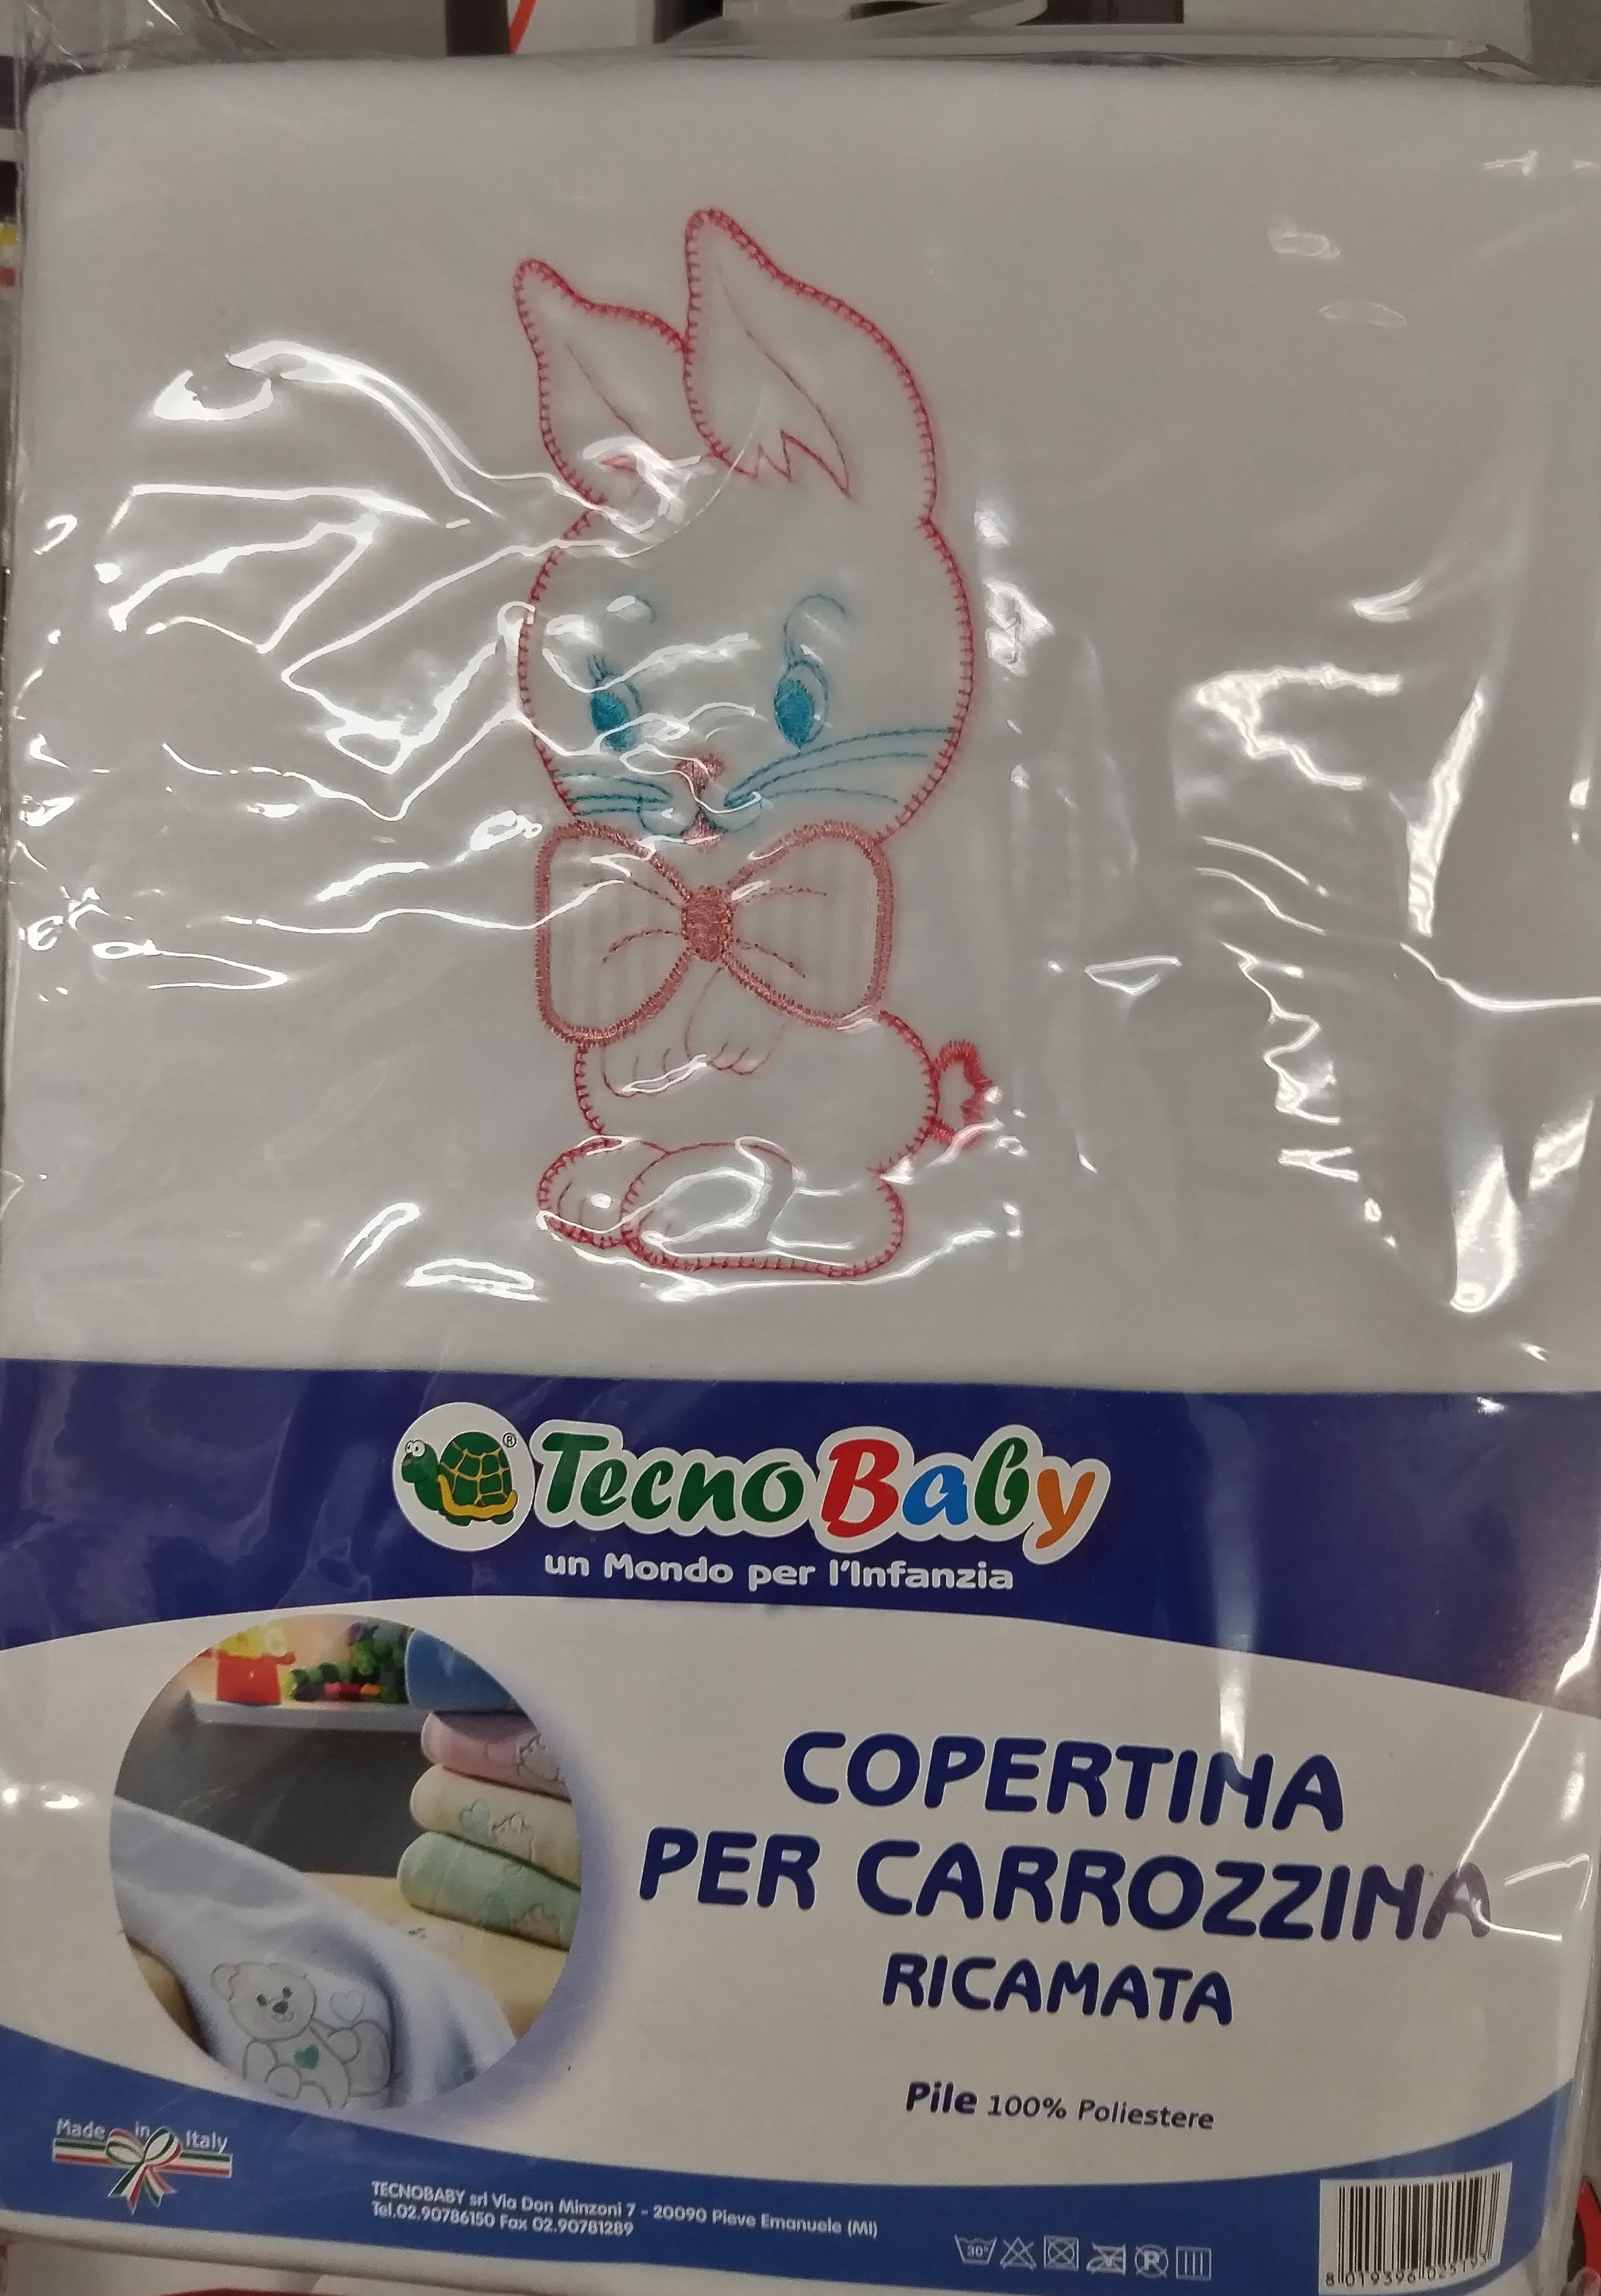 ®
TecnoBaby
un Mondo per l'Infanzia
COPERTINA
PER CARROZZINA
RICAMATA
Pile 100% Poliestere
Made in Italy
TECNOBABY srl Via Don Minzoni 7 - 20090 Pieve Emanuele (MI)
Tel.02.90786150 Fax 02.90781289
30°
R